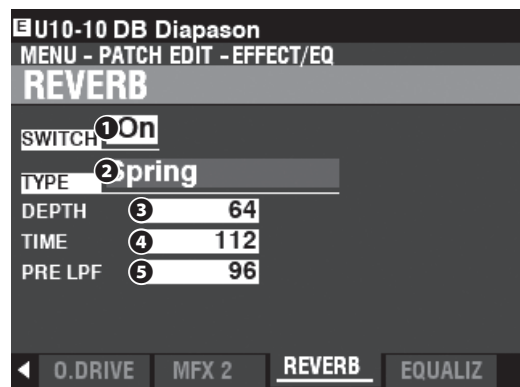 E U10-10 DB Diapason
MENU - PATCH EDIT - EFFECT/EQ
REVERB
SWITCH 1 On
TYPE 2 Spring
DEPTH 3 64
TIME 4 112
PRE LPF 5 96
◀ O.DRIVE MFX 2 REVERB EQUALIZ